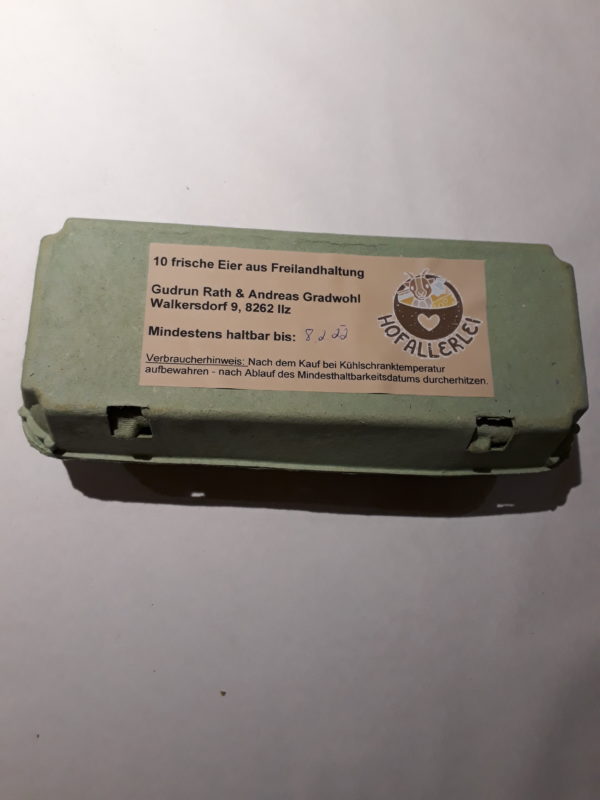 10 frische Eier aus Freilandhaltung
HOFALLERLEI
Gudrun Rath & Andreas Gradwohl
Walkersdorf 9, 8262 Ilz
Mindestens haltbar bis: 8 2 22
Verbraucherhinweis: Nach dem Kauf bei Kühlschranktemperatur
aufbewahren - nach Ablauf des Mindesthaltbarkeitsdatums durcherhitzen.